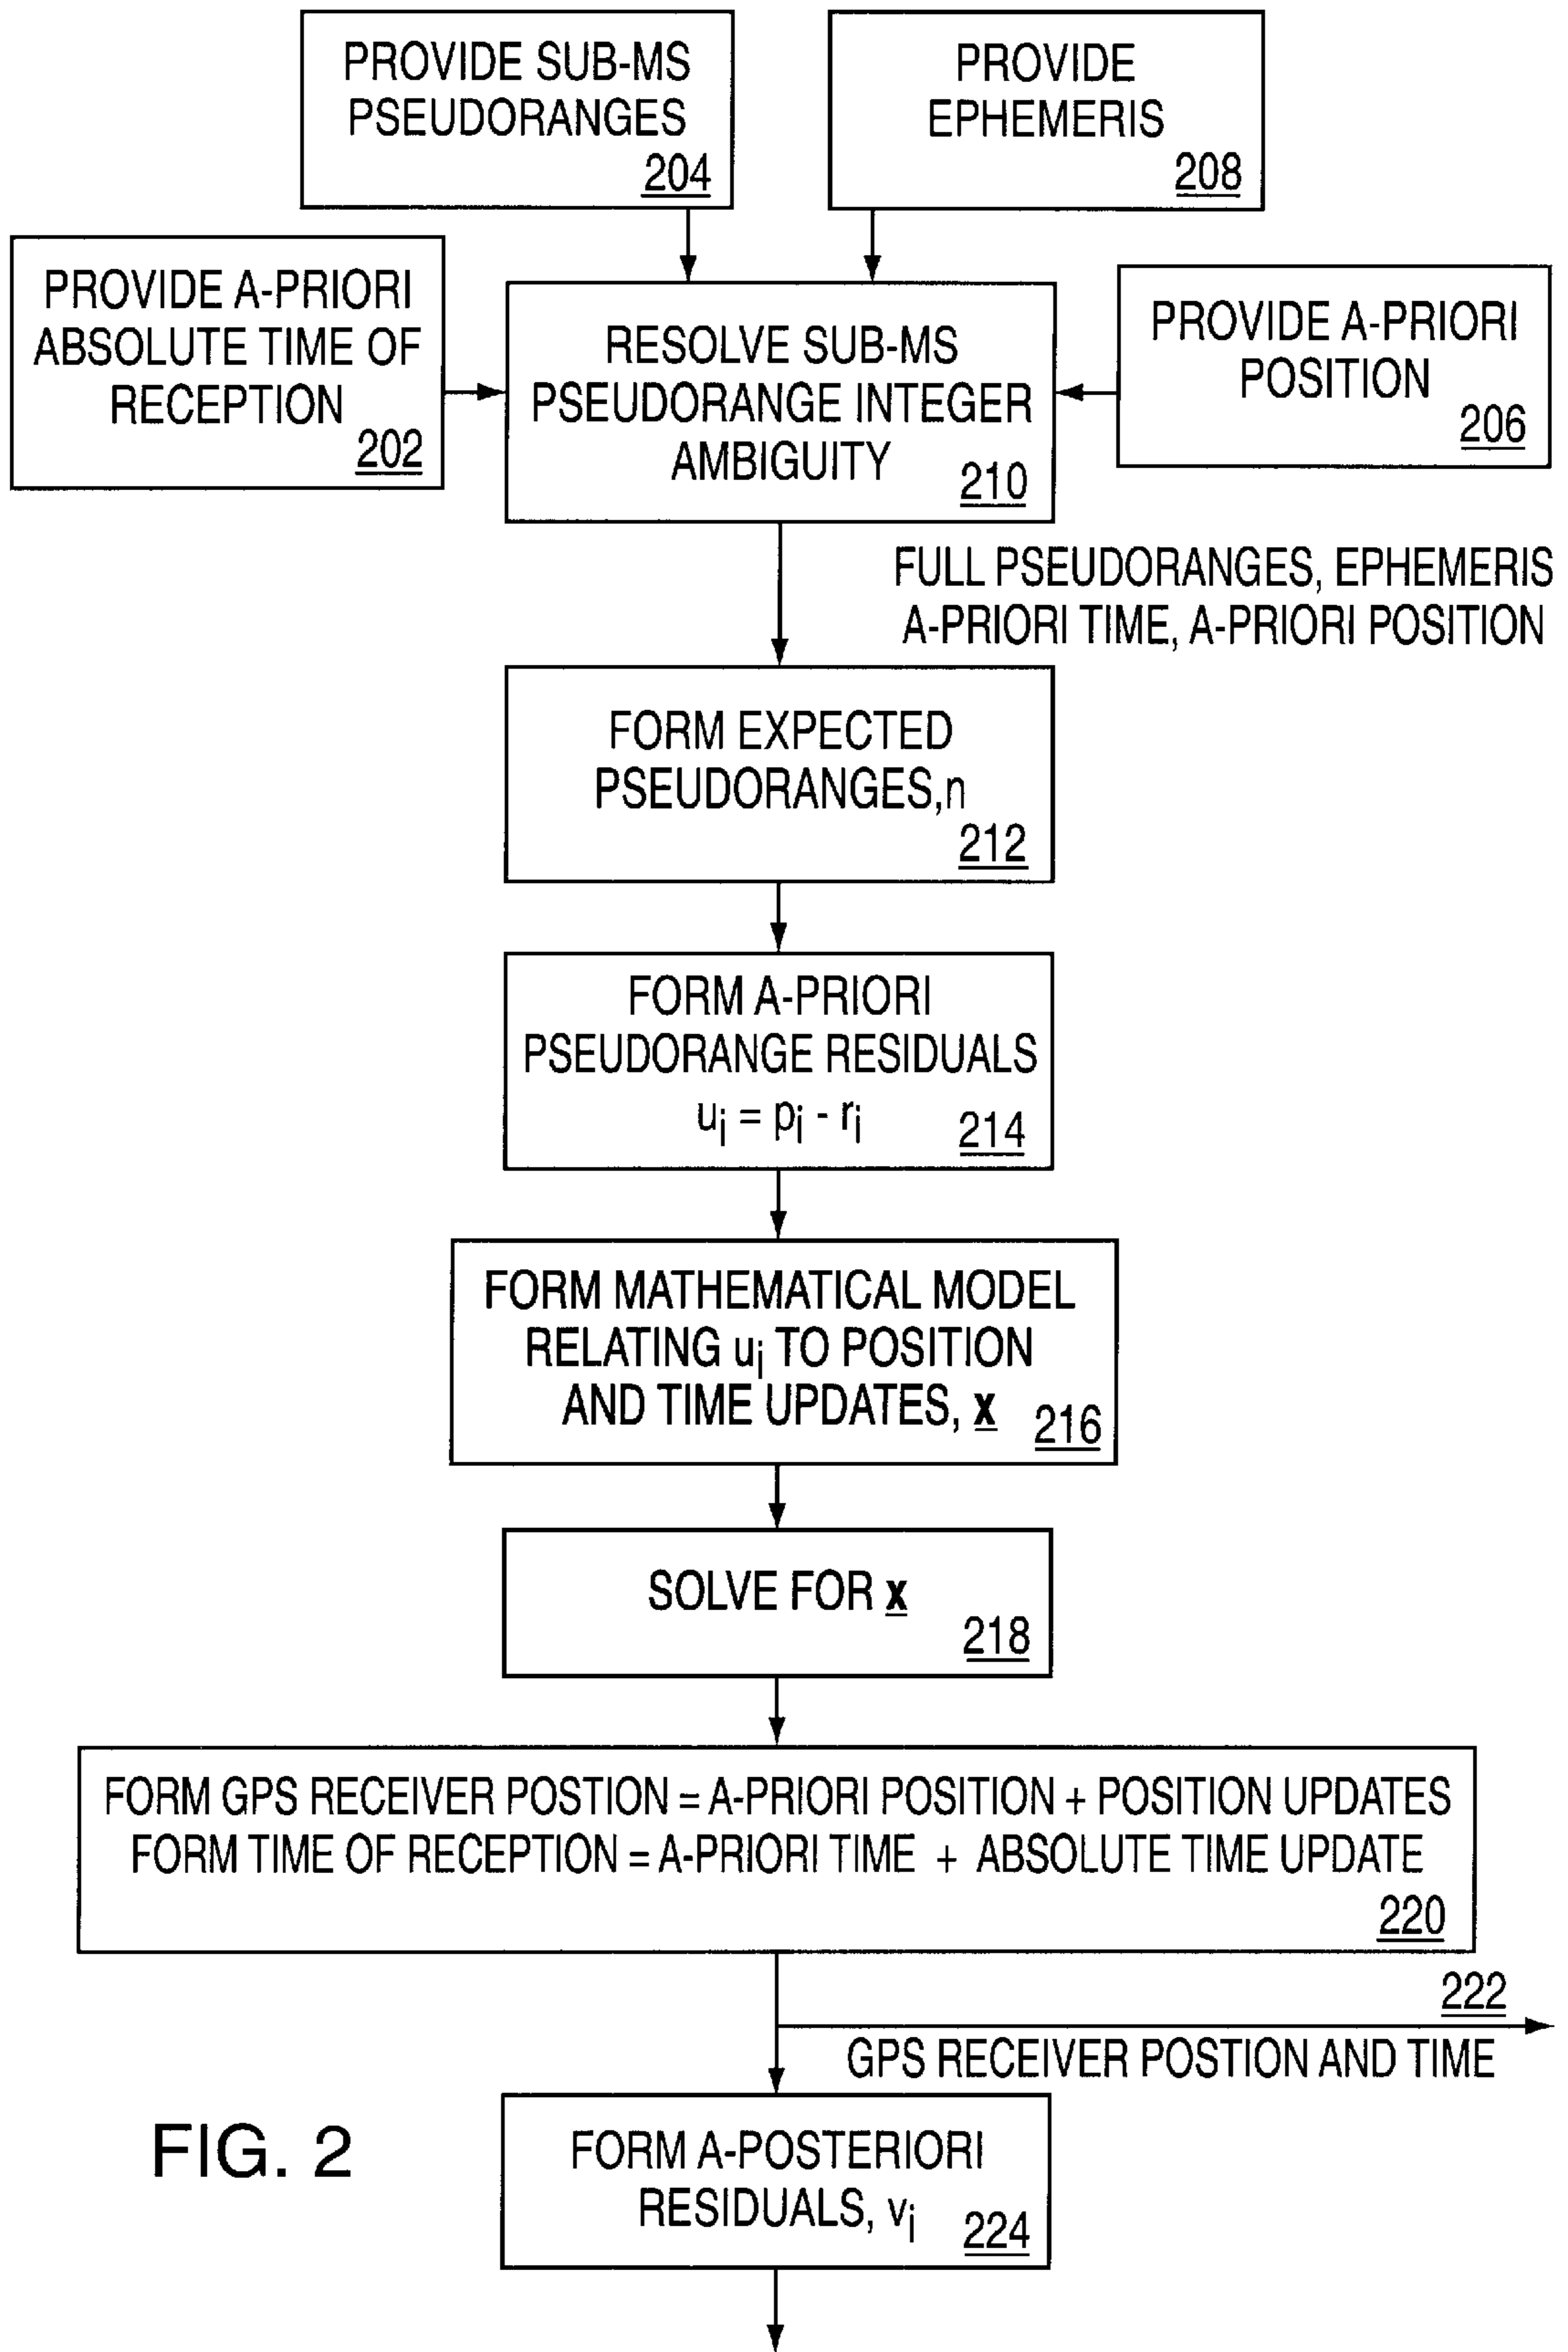 PROVIDE SUB-MS
PSEUDORANGES
204
PROVIDE
EPHEMERIS
208
PROVIDE A-PRIORI
ABSOLUTE TIME OF
RECEPTION
202
RESOLVE SUB-MS
PSEUDORANGE INTEGER
AMBIGUITY
210
PROVIDE A-PRIORI
POSITION
206
FULL PSEUDORANGES, EPHEMERIS
A-PRIORI TIME, A-PRIORI POSITION
FORM EXPECTED
PSEUDORANGES,n
212
FORM A-PRIORI
PSEUDORANGE RESIDUALS
ui = pi - ri
214
FORM MATHEMATICAL MODEL
RELATING ui TO POSITION
AND TIME UPDATES, x
216
SOLVE FOR x
218
FORM GPS RECEIVER POSTION = A-PRIORI POSITION + POSITION UPDATES
FORM TIME OF RECEPTION = A-PRIORI TIME + ABSOLUTE TIME UPDATE
220
222
GPS RECEIVER POSTION AND TIME
FORM A-POSTERIORI
RESIDUALS, vi
224
FIG. 2